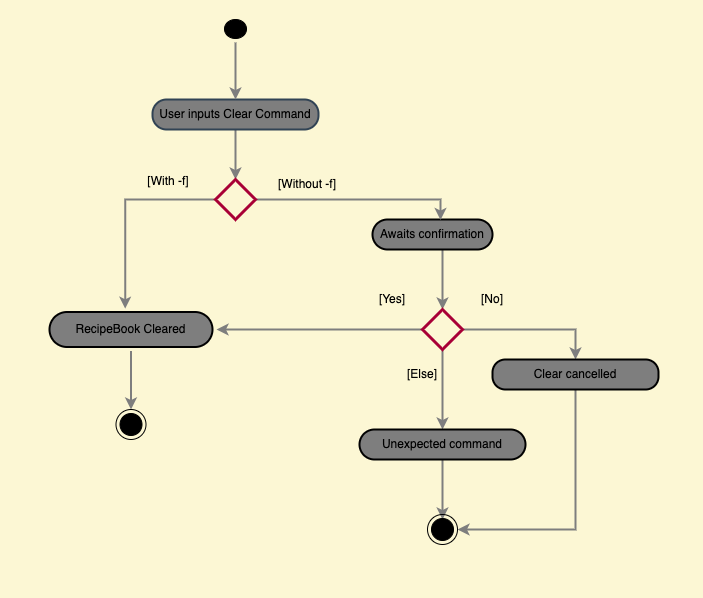 User inputs Clear Command
[With -f]
[Without -f]
Awaits confirmation
[Yes]
[No]
RecipeBook Cleared
[Else]
Clear cancelled
Unexpected command